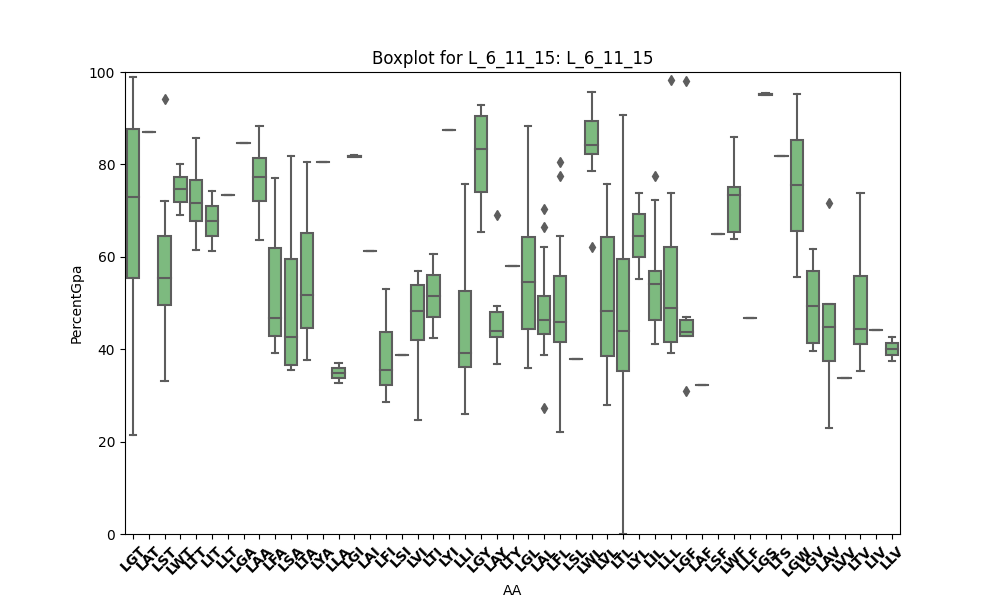 Boxplot for L_6_11_15: L_6_11_15
PercentGpa
100
80
60
40
20
0
LGT LAT LST LWT LTT LIT LLT LGA LAA LFA LSA LTA LYA LLA LGI LAI LFI LSI LVI LTI LYI LLI LGY LAY LTY LGL LAL LFL LSL LWL LVL LTL LYL LIL LLL LGF LAF LSF LWF LLF LGS LTS LGW LGV LAV LVV LTV LIV LLV
AA